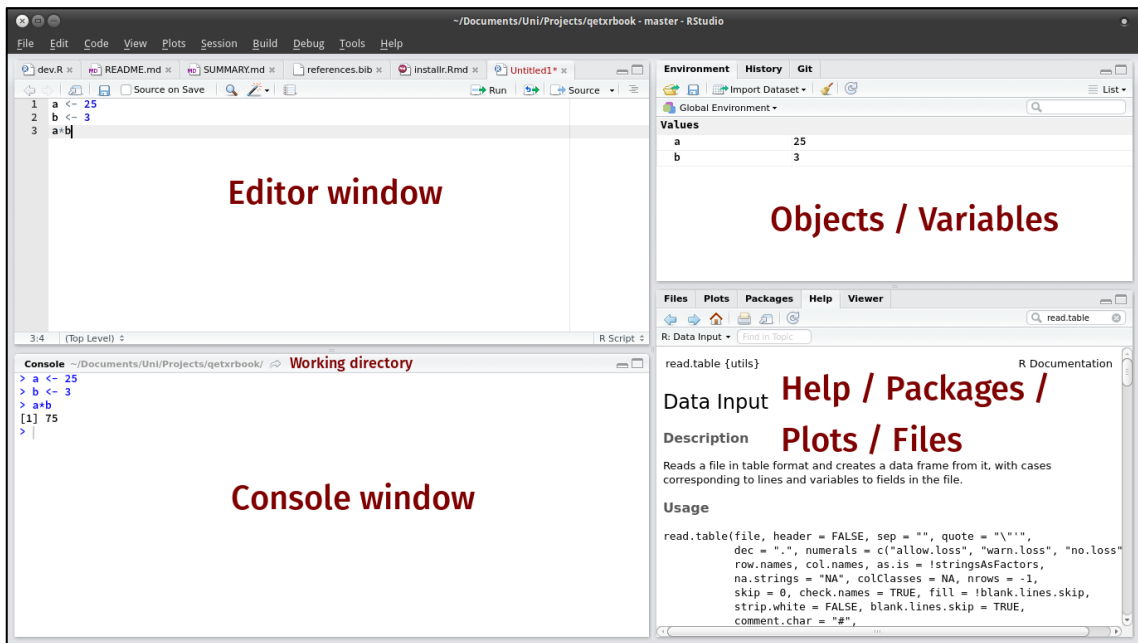 ~/Documents/Uni/Projects/qetxrbook - master - RStudio
File Edit Code View Plots Session Build Debug Tools Help
dev.R × README.md × SUMMARY.md × references.bib × installr.Rmd × Untitled1* ×
Source on Save Run Source
1 a <- 25
2 b <- 3
3 a*b
Editor window
3:4 (Top Level) R Script
Console ~/Documents/Uni/Projects/qetxrbook/ Working directory
> a <- 25
> b <- 3
> a*b
[1] 75
>
Console window
Environment History Git
Import Dataset List
Global Environment
Values
a 25
b 3
Objects / Variables
Files Plots Packages Help Viewer
read.table
R: Data Input Find in Topic
read.table {utils} R Documentation
Data Input
Help / Packages /
Plots / Files
Description
Reads a file in table format and creates a data frame from it, with cases
corresponding to lines and variables to fields in the file.
Usage
read.table(file, header = FALSE, sep = "", quote = "\"'",
dec = ".", numerals = c("allow.loss", "warn.loss", "no.loss"
row.names, col.names, as.is = !stringsAsFactors,
na.strings = "NA", colClasses = NA, nrows = -1,
skip = 0, check.names = TRUE, fill = !blank.lines.skip,
strip.white = FALSE, blank.lines.skip = TRUE,
comment.char = "#",